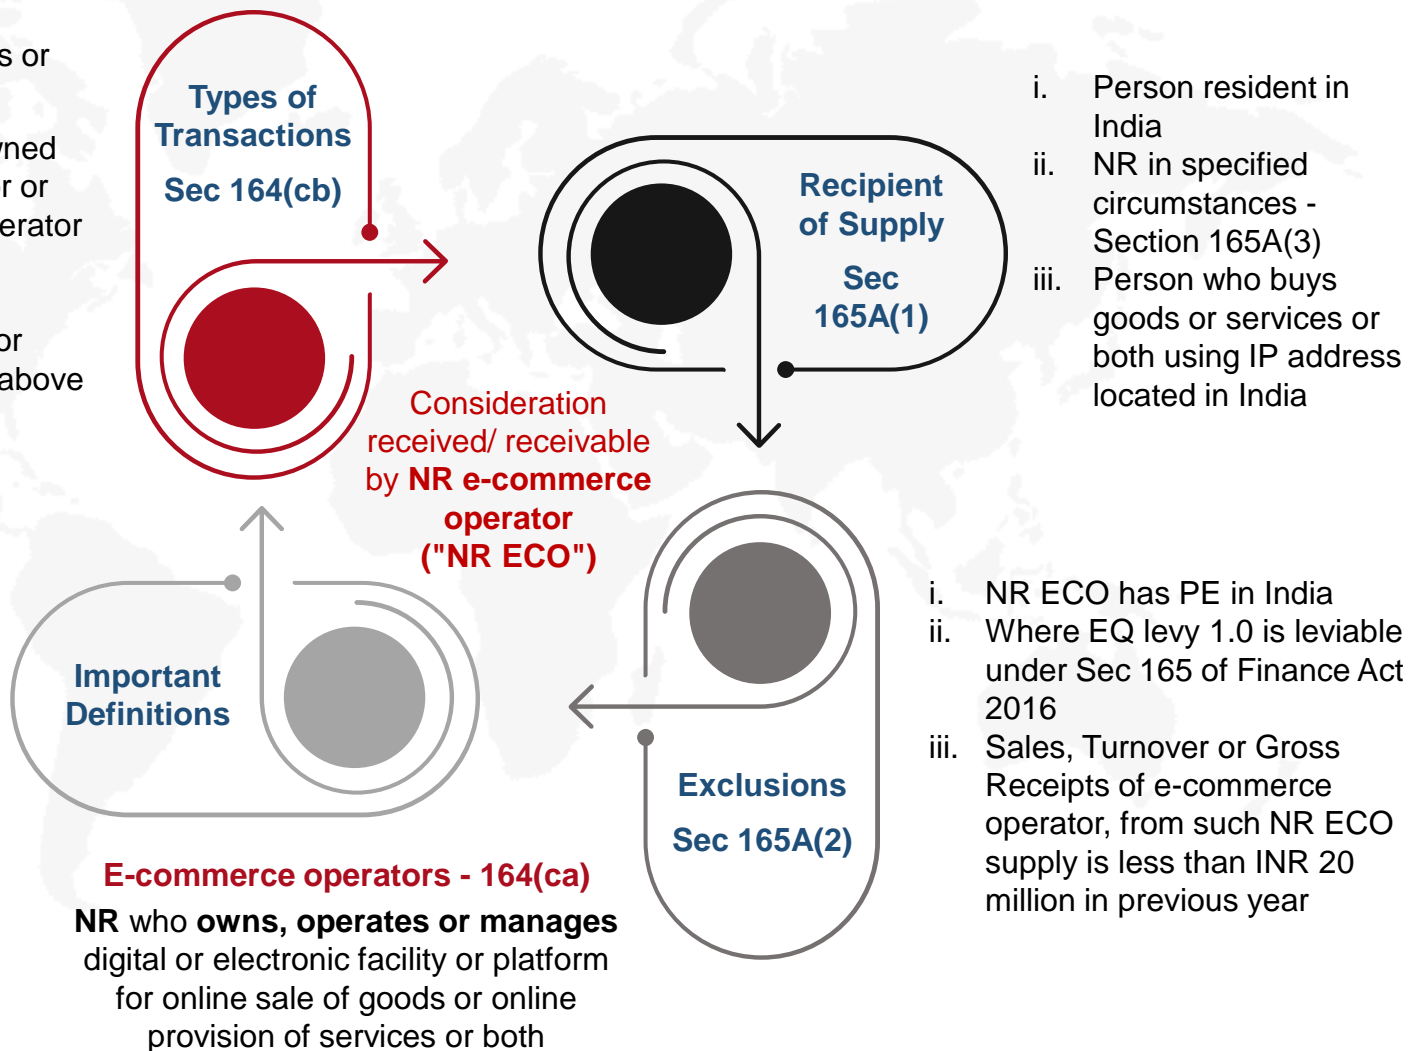 s or
ned
r or
erator
or
above
Types of
Transactions
Sec 164(cb)
Recipient
of Supply
Sec
165A(1)
i. Person resident in
India
ii. NR in specified
circumstances -
Section 165A(3)
iii. Person who buys
goods or services or
both using IP address
located in India
Consideration
received/ receivable
by NR e-commerce
operator
("NR ECO")
Important
Definitions
Exclusions
Sec 165A(2)
i. NR ECO has PE in India
ii. Where EQ levy 1.0 is leviable
under Sec 165 of Finance Act
2016
iii. Sales, Turnover or Gross
Receipts of e-commerce
operator, from such NR ECO
supply is less than INR 20
million in previous year
E-commerce operators - 164(ca)
NR who owns, operates or manages
digital or electronic facility or platform
for online sale of goods or online
provision of services or both